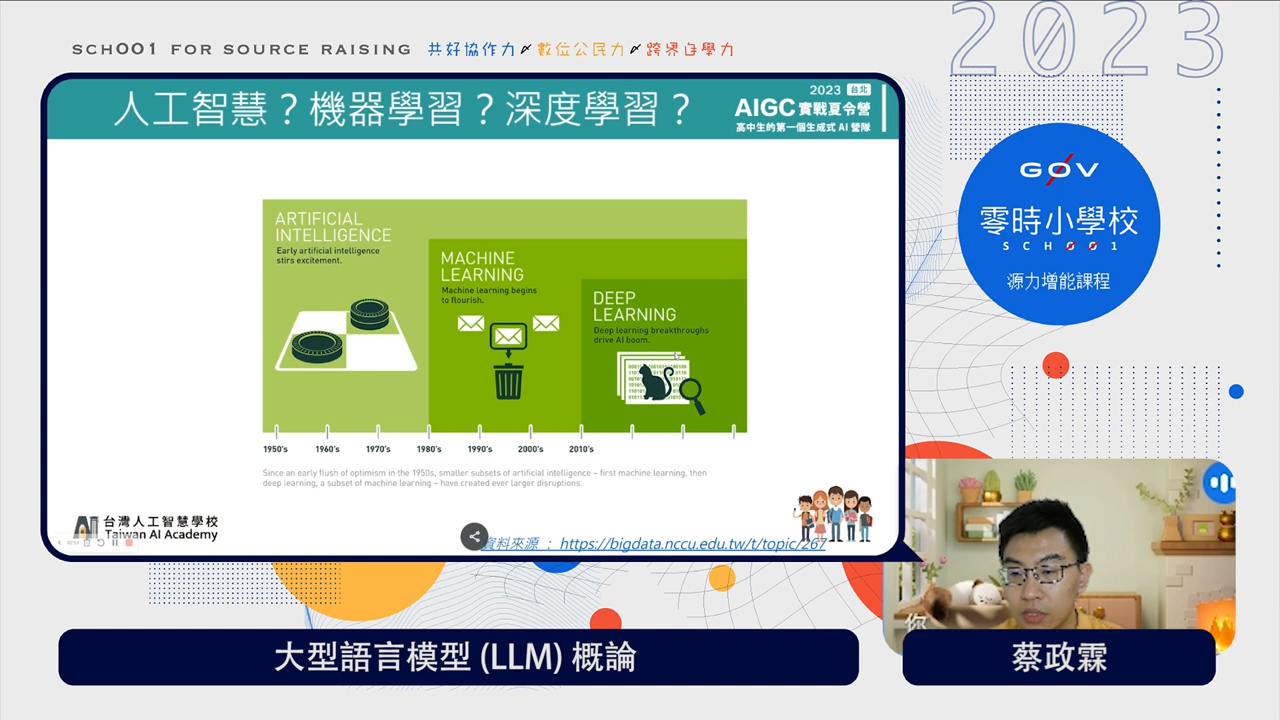 SCH001 FOR SOURCE RAISING 共好協作力 數位公民力 跨界自學力
2023
人工智慧？機器學習？深度學習？
2023 台北
AIGC 實戰夏令營
高中生的第一個生成式 AI 營隊
ARTIFICIAL
INTELLIGENCE
Early artificial intelligence
stirs excitement.
MACHINE
LEARNING
Machine learning begins
to flourish.
DEEP
LEARNING
Deep learning breakthroughs
drive AI boom.
1950's 1960's 1970's 1980's 1990's 2000's 2010's
Since an early flush of optimism in the 1950s, smaller subsets of artificial intelligence – first machine learning, then
deep learning, a subset of machine learning – have created ever larger disruptions.
台灣人工智慧學校
Taiwan AI Academy
資料來源 : https://bigdata.nccu.edu.tw/t/topic/267
G0V
零時小學校
SCH001
源力增能課程
你
大型語言模型 (LLM) 概論
蔡政霖